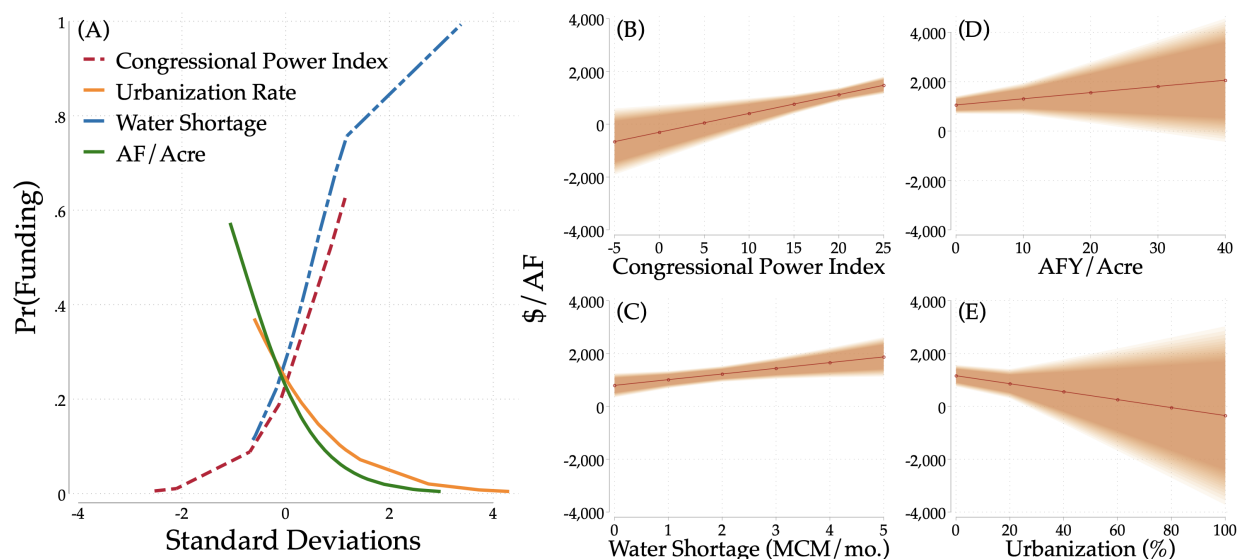 (A)
Congressional Power Index
Urbanization Rate
Water Shortage
AF/Acre
Pr(Funding)
1
.8
.6
.4
.2
0
-4 -2 0 2 4
Standard Deviations
$/AF
(B)
4,000
2,000
0
-2,000
-4,000
-5 0 5 10 15 20 25
Congressional Power Index
(D)
4,000
2,000
0
-2,000
-4,000
0 10 20 30 40
AFY/Acre
(C)
4,000
2,000
0
-2,000
-4,000
0 1 2 3 4 5
Water Shortage (MCM/mo.)
(E)
4,000
2,000
0
-2,000
-4,000
0 20 40 60 80 100
Urbanization (%)